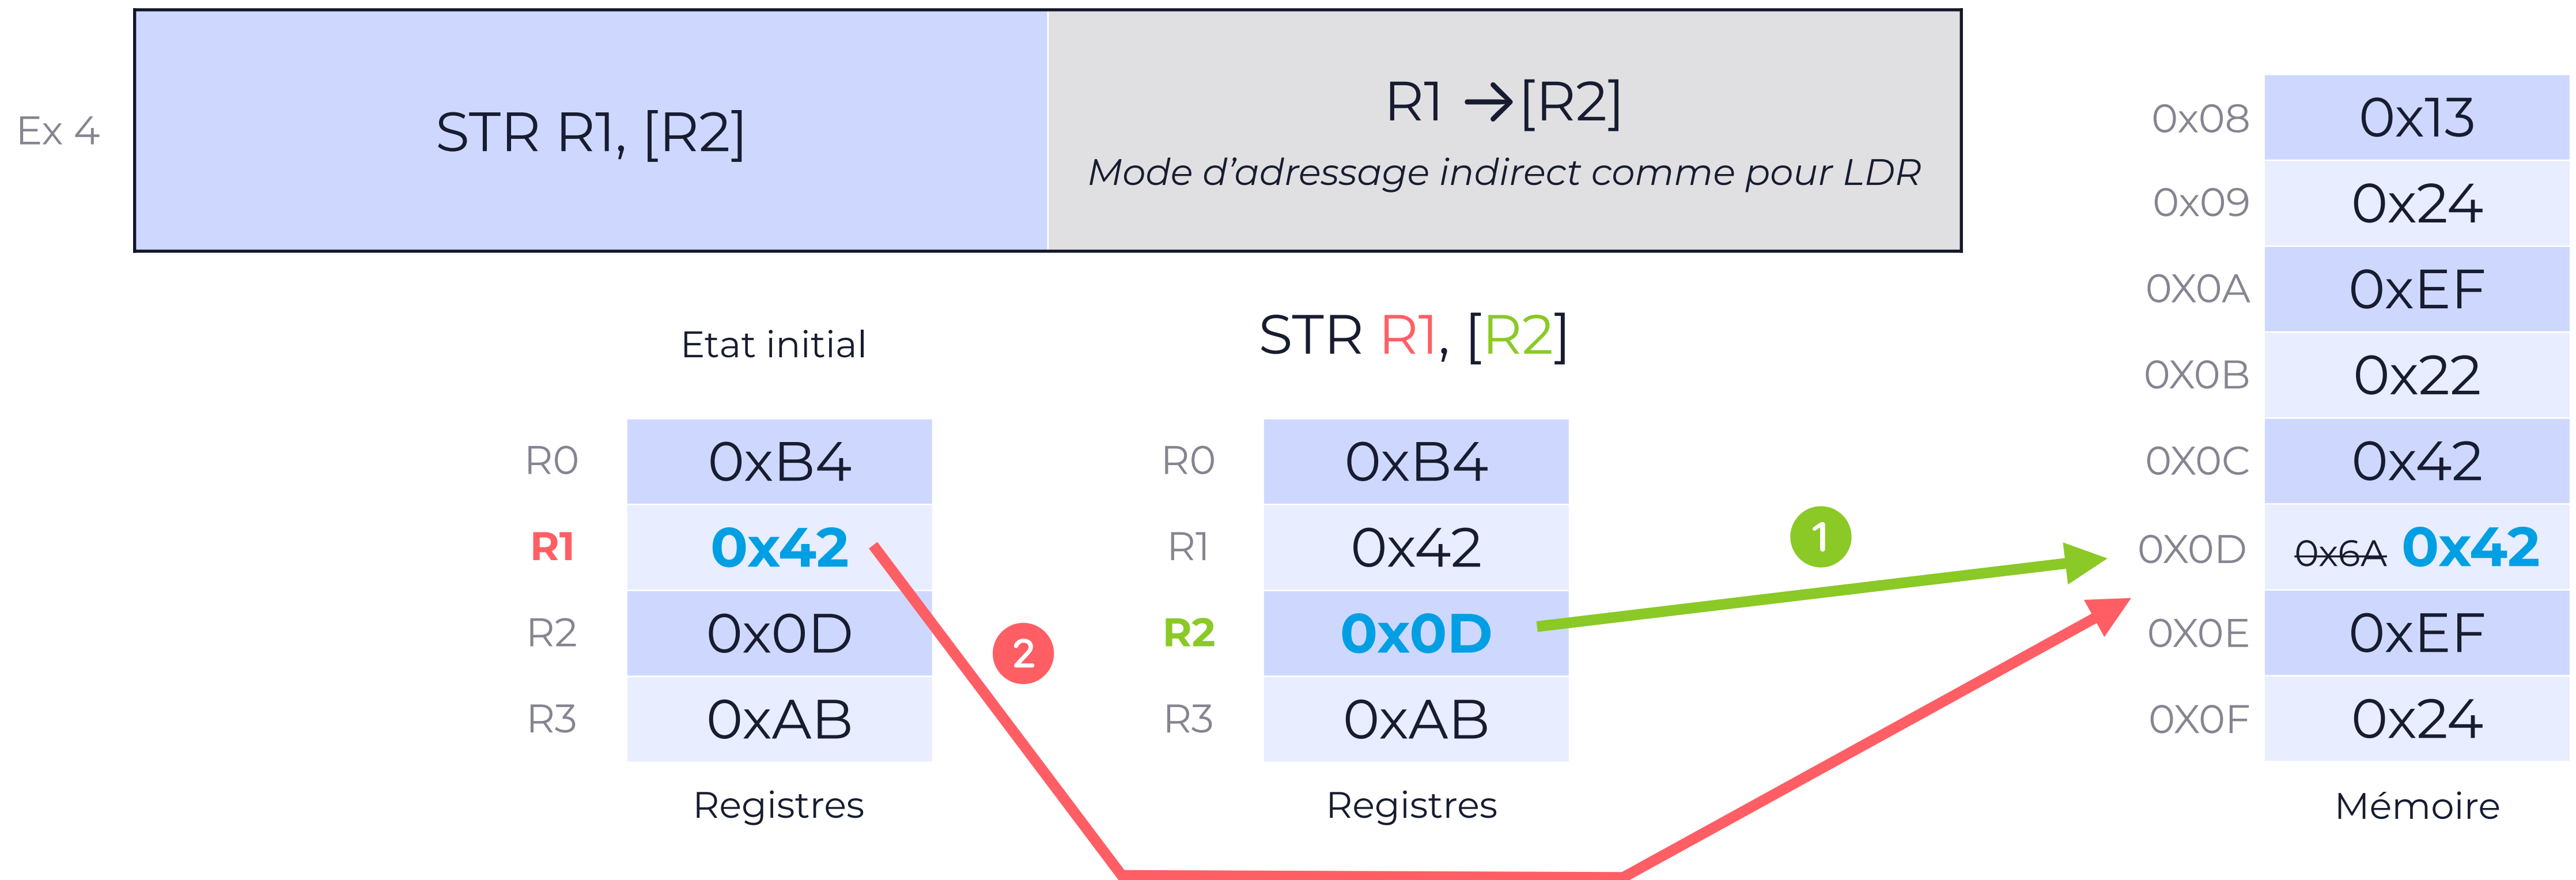 Ex 4
STR R1, [R2]
R1 →[R2]
Mode d'adressage indirect comme pour LDR
Etat initial
R0 0xB4
R1 0x42
R2 0x0D
R3 0xAB
Registres
2
STR R1, [R2]
R0 0xB4
R1 0x42
R2 0x0D
R3 0xAB
Registres
1
0x08 0x13
0x09 0x24
0X0A 0xEF
0X0B 0x22
0X0C 0x42
0X0D 0x6A 0x42
0X0E 0xEF
0X0F 0x24
Mémoire